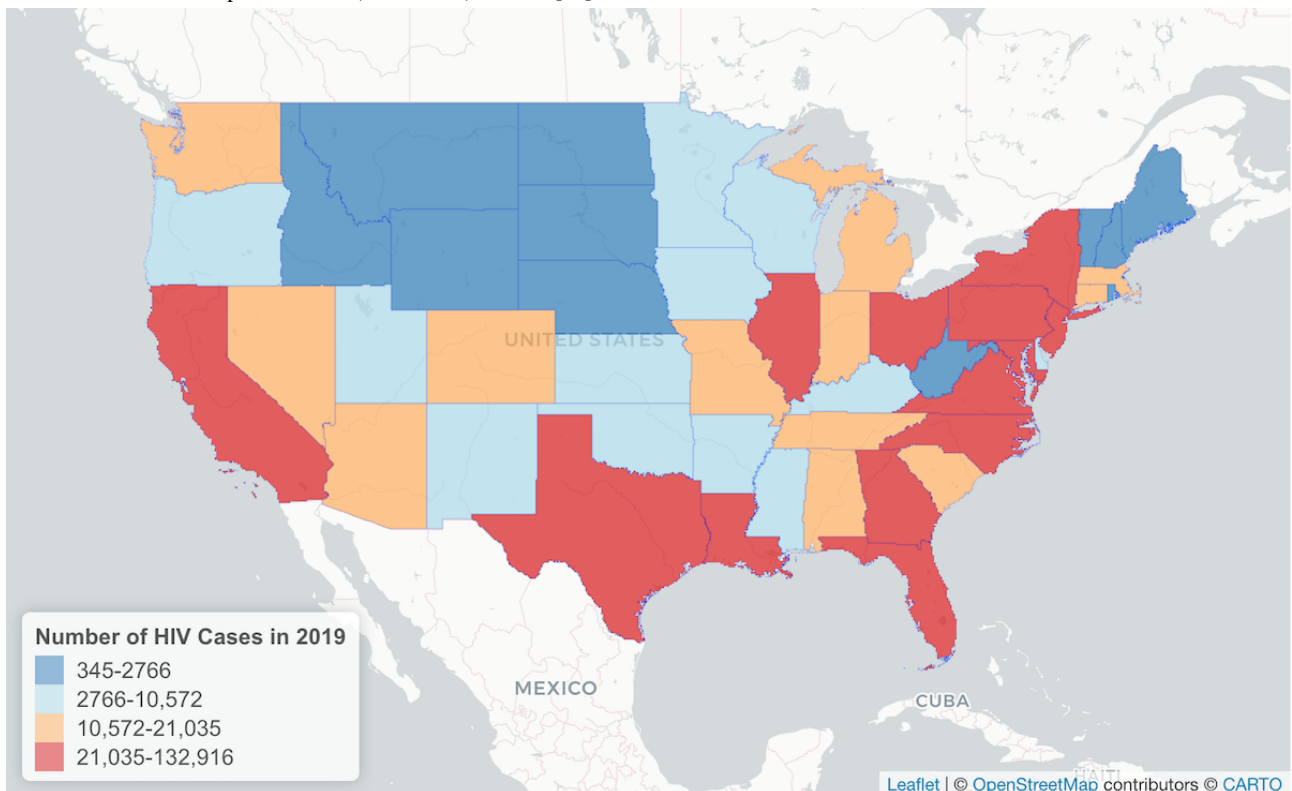 UNITED STATES
MEXICO
CUBA
HAITI
Number of HIV Cases in 2019
345-2766
2766-10,572
10,572-21,035
21,035-132,916
Leaflet | © OpenStreetMap contributors © CARTO